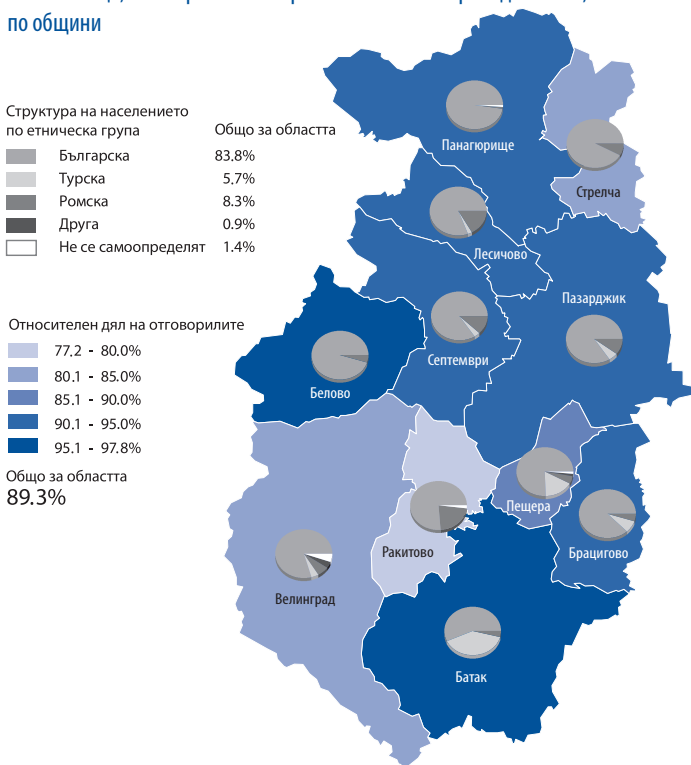 по общини
Структура на населението
по етническа група
Общо за областта
Българска 83.8%
Турска 5.7%
Ромска 8.3%
Друга 0.9%
Не се самоопределят 1.4%
Относителен дял на отговорилите
77.2 - 80.0%
80.1 - 85.0%
85.1 - 90.0%
90.1 - 95.0%
95.1 - 97.8%
Общо за областта
89.3%
Панагюрище
Стрелча
Лесичово
Пазарджик
Септември
Белово
Пещера
Ракитово
Брацигово
Велинград
Батак